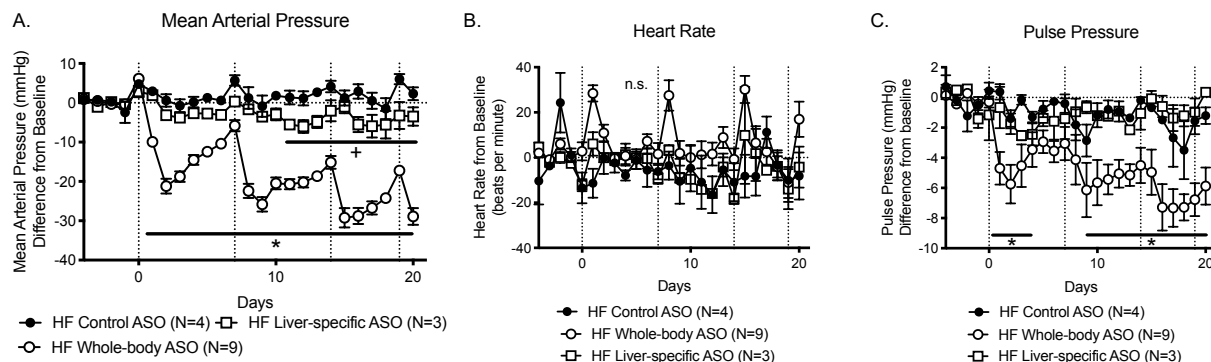 A.
Mean Arterial Pressure
Mean Arterial Pressure (mmHg)
Difference from Baseline
10
0
-10
-20
-30
-40
+
*
0
10
20
Days
HF Control ASO (N=4)
HF Liver-specific ASO (N=3)
HF Whole-body ASO (N=9)
B.
Heart Rate
Heart Rate from Baseline
(beats per minute)
40
20
0
-20
-40
n.s.
0
10
20
Days
HF Control ASO (N=4)
HF Whole-body ASO (N=9)
HF Liver-specific ASO (N=3)
C.
Pulse Pressure
Pulse Pressure (mmHg)
Difference from baseline
2
0
-2
-4
-6
-8
-10
*
*
0
10
20
Days
HF Control ASO (N=4)
HF Whole-body ASO (N=9)
HF Liver-specific ASO (N=3)